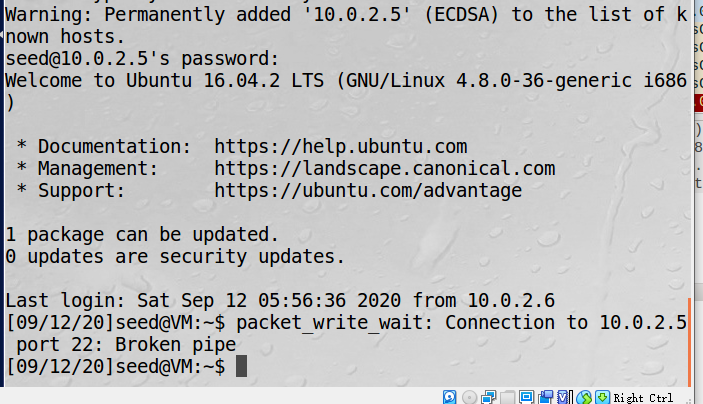 Warning: Permanently added '10.0.2.5' (ECDSA) to the list of k
nown hosts.
seed@10.0.2.5's password:
Welcome to Ubuntu 16.04.2 LTS (GNU/Linux 4.8.0-36-generic i686
)
 * Documentation:  https://help.ubuntu.com
 * Management:     https://landscape.canonical.com
 * Support:        https://ubuntu.com/advantage
1 package can be updated.
0 updates are security updates.
Last login: Sat Sep 12 05:56:36 2020 from 10.0.2.6
[09/12/20]seed@VM:~$ packet_write_wait: Connection to 10.0.2.5
 port 22: Broken pipe
[09/12/20]seed@VM:~$
Right Ctrl